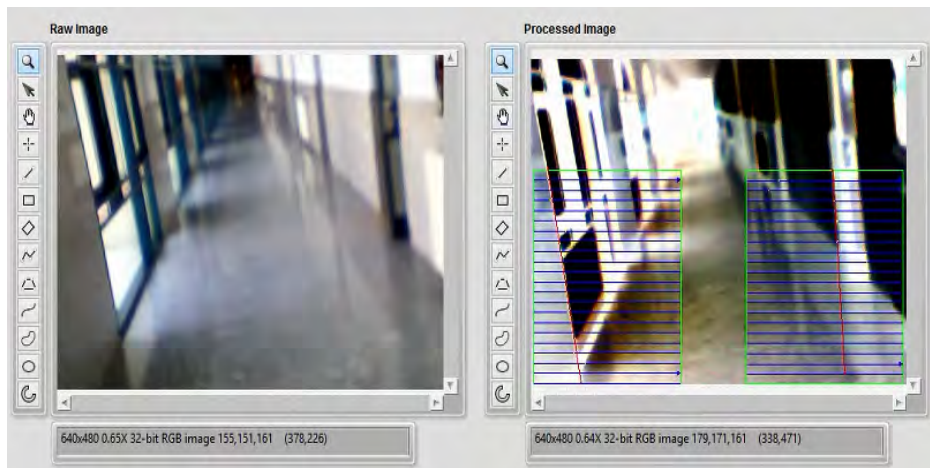 Raw Image
Processed Image
640x480 0.65X 32-bit RGB image 155,151,161 (378,226)
640x480 0.64X 32-bit RGB image 179,171,161 (338,471)